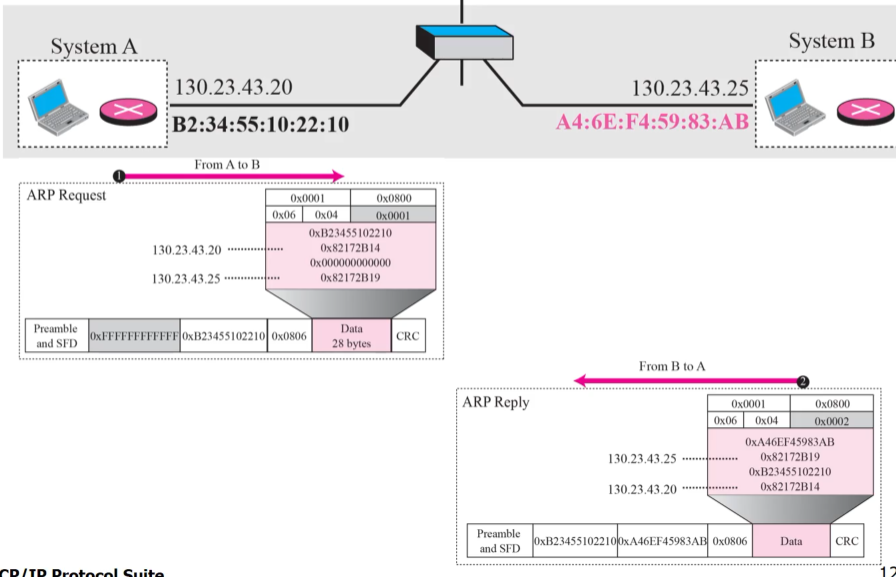 System A
System B
130.23.43.20
B2:34:55:10:22:10
130.23.43.25
A4:6E:F4:59:83:AB
1
From A to B
ARP Request
0x0001 0x0800
0x06 0x04 0x0001
0xB23455102210
130.23.43.20 0x82172B14
0x000000000000
130.23.43.25 0x82172B19
Preamble and SFD
0xFFFFFFFFFFFF
0xB23455102210
0x0806
Data
28 bytes
CRC
From B to A
2
ARP Reply
0x0001 0x0800
0x06 0x04 0x0002
0xA46EF45983AB
130.23.43.25 0x82172B19
0xB23455102210
130.23.43.20 0x82172B14
Preamble and SFD
0xB23455102210
0xA46EF45983AB
0x0806
Data
CRC
CP/IP Protocol Suite
12